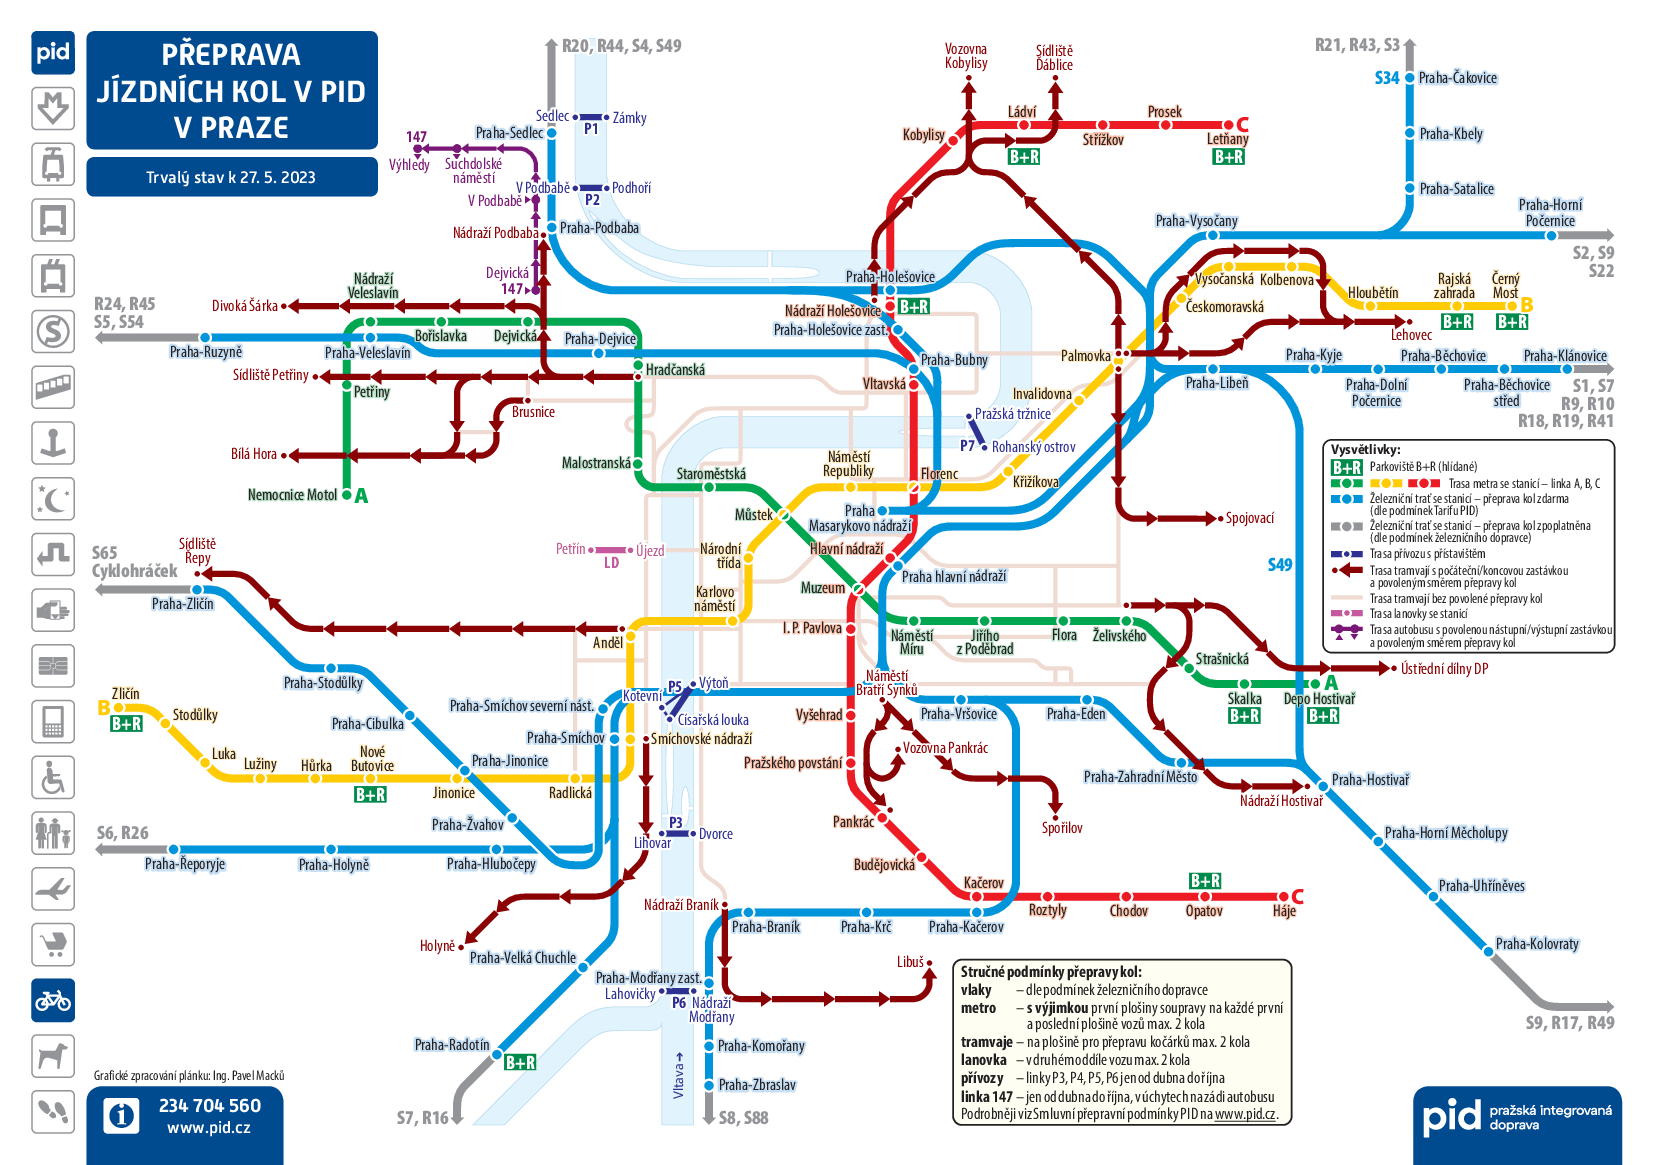 pid
PŘEPRAVA
JÍZDNÍCH KOL V PID
V PRAZE
Trvalý stav k 27. 5. 2023
R20, R44, S4, S49
R21, R43, S3
S34
Praha-Čakovice
Praha-Kbely
Praha-Satalice
Praha-Horní
Počernice
S2, S9
S22
Vozovna
Kobylisy
Sídliště
Ďáblice
Ládví
Prosek
Kobylisy
Střížkov
C
Letňany
B+R
B+R
Sedlec
Zámky
P1
Praha-Sedlec
147
Výhledy
Suchdolské
náměstí
V Podbabě
Podhoří
P2
V Podbabě
Praha-Podbaba
Nádraží Podbaba
Dejvická
147
Praha-Vysočany
Praha-Holešovice
B+R
Nádraží Holešovice
Praha-Holešovice zast.
Vysočanská
Kolbenova
Českomoravská
Hloubětín
Rajská
zahrada
Černý
Most
B
B+R
B+R
Lehovec
Nádraží
Veleslavín
Divoká Šárka
R24, R45
S5, S54
Praha-Ruzyně
Praha-Veleslavín
Bořislavka
Dejvická
Praha-Dejvice
Hradčanská
Sídliště Petřiny
Petřiny
Brusnice
Bílá Hora
Malostranská
Nemocnice Motol
A
Praha-Bubny
Vltavská
Palmovka
Invalidovna
Pražská tržnice
P7
Rohanský ostrov
Praha-Libeň
Praha-Kyje
Praha-Běchovice
Praha-Klánovice
Praha-Dolní
Počernice
Praha-Běchovice
střed
S1, S7
R9, R10
R18, R19, R41
Staroměstská
Náměstí
Republiky
Florenc
Křižíkova
Můstek
Praha
Masarykovo nádraží
Spojovací
Petřín
Újezd
LD
Národní
třída
Hlavní nádraží
Praha hlavní nádraží
Karlovo
náměstí
Muzeum
I. P. Pavlova
Náměstí
Míru
Jiřího
z Poděbrad
Flora
Želivského
Strašnická
Skalka
B+R
Depo Hostivař
A
B+R
Ústřední dílny DP
S49
Vysvětlivky:
B+R Parkoviště B+R (hlídané)
Trasa metra se stanicí – linka A, B, C
Železniční trať se stanicí – přeprava kol zdarma
(dle podmínek Tarifu PID)
Železniční trať se stanicí – přeprava kol zpoplatněna
(dle podmínek železničního dopravce)
Trasa přívozu s přístavištěm
Trasa tramvají s počáteční/koncovou zastávkou
a povoleným směrem přepravy kol
Trasa tramvají bez povolené přepravy kol
Trasa lanovky se stanicí
Trasa autobusu s povolenou nástupní/výstupní zastávkou
a povoleným směrem přepravy kol
S65
Cyklohráček
Sídliště
Řepy
Praha-Zličín
Praha-Stodůlky
Praha-Cibulka
Praha-Jinonice
Praha-Žvahov
Anděl
Zličín
B
B+R
Stodůlky
Luka
Lužiny
Hůrka
Nové
Butovice
B+R
Jinonice
Radlická
Praha-Smíchov severní nást.
Praha-Smíchov
Smíchovské nádraží
Kotevní
P5
Výtoň
Císařská louka
Náměstí
Bratří Synků
Vyšehrad
Praha-Vršovice
Praha-Eden
Vozovna Pankrác
Pražského povstání
Praha-Zahradní Město
Nádraží Hostivař
Praha-Hostivař
Pankrác
Spořilov
Praha-Horní Měcholupy
Praha-Uhříněves
Praha-Kolovraty
S9, R17, R49
S6, R26
Praha-Řeporyje
Praha-Holyně
Praha-Hlubočepy
P3
Lihovar
Dvorce
Budějovická
Kačerov
Roztyly
Chodov
B+R
Opatov
Háje
C
Nádraží Braník
Praha-Braník
Praha-Krč
Praha-Kačerov
Holyně
Praha-Velká Chuchle
Praha-Modřany zast.
Lahovičky
P6
Nádraží
Modřany
Libuš
Praha-Radotín
B+R
S7, R16
Praha-Komořany
Praha-Zbraslav
Vltava
S8, S88
Stručné podmínky přepravy kol:
vlaky – dle podmínek železničního dopravce
metro – s výjimkou první plošiny soupravy na každé první
a poslední plošině vozů max. 2 kola
tramvaje – na plošině pro přepravu kočárků max. 2 kola
lanovka – v druhém oddíle vozu max. 2 kola
přívozy – linky P3, P4, P5, P6 jen od dubna do října
linka 147 – jen od dubna do října, v úchytech na zádi autobusu
Podrobněji viz Smluvní přepravní podmínky PID na www.pid.cz.
Grafické zpracování plánku: Ing. Pavel Macků
234 704 560
www.pid.cz
pid pražská integrovaná
doprava